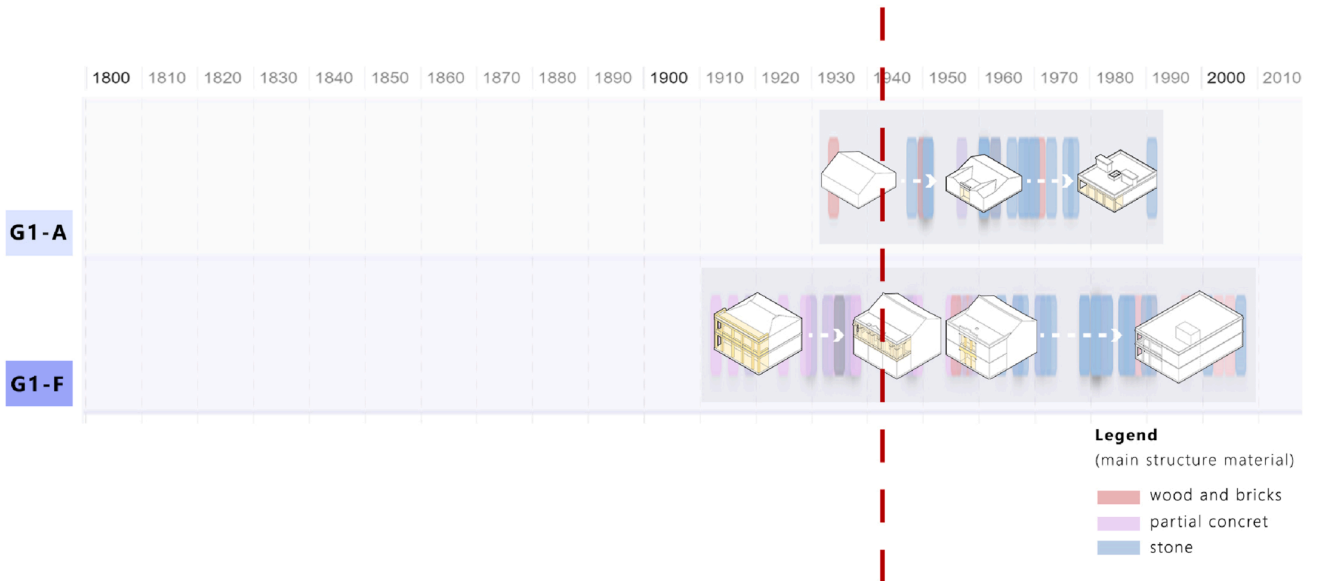 1800 1810 1820 1830 1840 1850 1860 1870 1880 1890 1900 1910 1920 1930 1940 1950 1960 1970 1980 1990 2000 2010
G1-A
G1-F
Legend
(main structure material)
wood and bricks
partial concret
stone